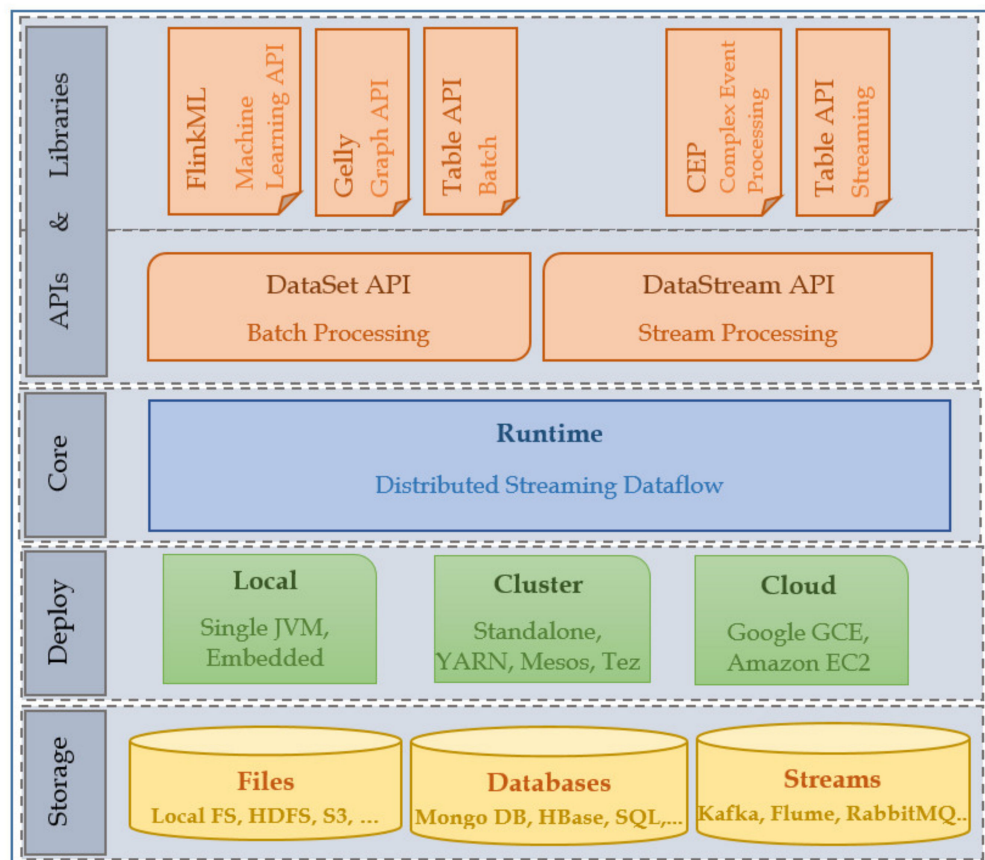 APIs & Libraries
FlinkML
Machine
Learning API
Gelly
Graph API
Table API
Batch
CEP
Complex Event
Processing
Table API
Streaming
DataSet API
Batch Processing
DataStream API
Stream Processing
Core
Runtime
Distributed Streaming Dataflow
Deploy
Local
Single JVM,
Embedded
Cluster
Standalone,
YARN, Mesos, Tez
Cloud
Google GCE,
Amazon EC2
Storage
Files
Local FS, HDFS, S3, ...
Databases
Mongo DB, HBase, SQL,...
Streams
Kafka, Flume, RabbitMQ..